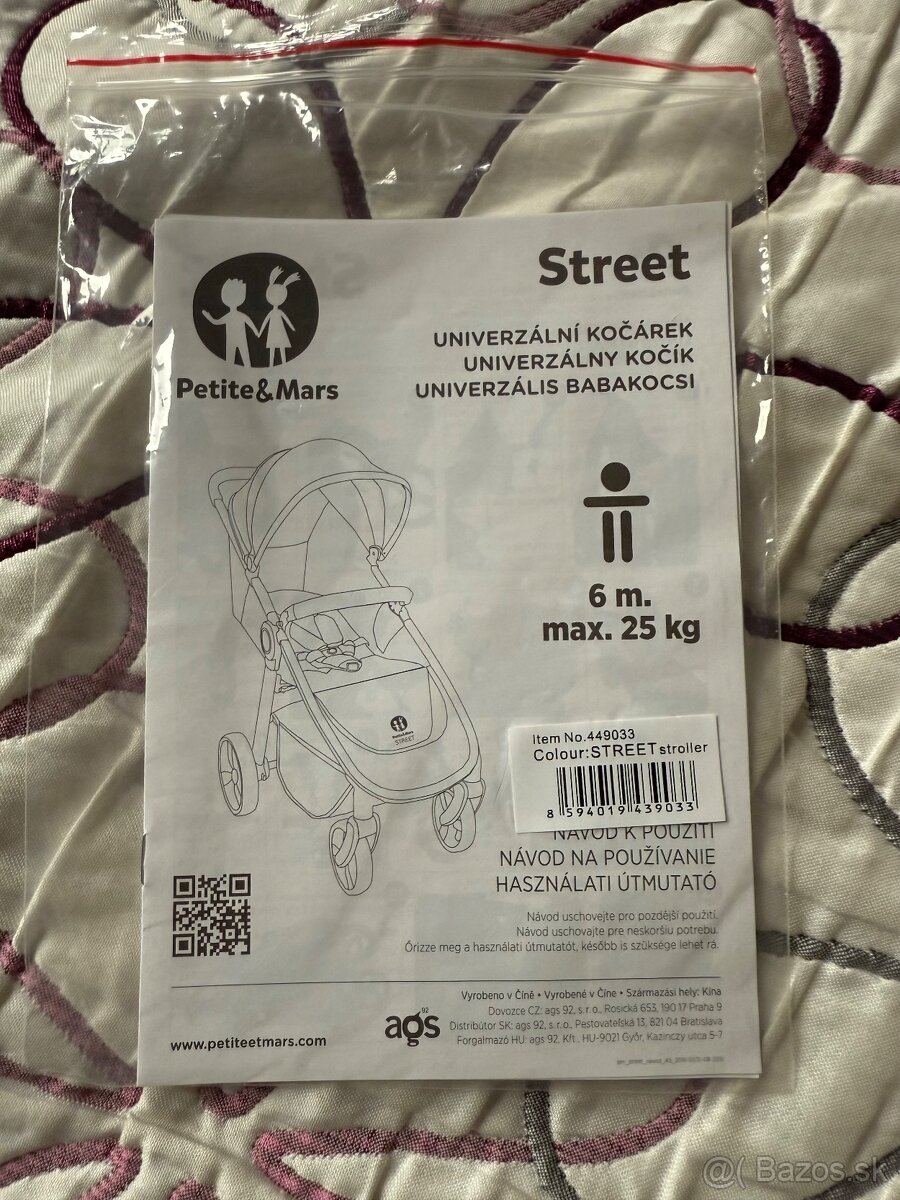 Street
UNIVERZÁLNÍ KOČÁREK
UNIVERZÁLNY KOČÍK
UNIVERZÁLIS BABAKOCSI
Petite&Mars
6 m.
max. 25 kg
Petite&Mars
STREET
Item No.449033
Colour:STREET stroller
8 594019 439033
NÁVOD K POUŽITÍ
NÁVOD NA POUŽÍVANIE
HASZNÁLATI ÚTMUTATÓ
Návod uschovejte pro pozdější použití.
Návod uschovajte pre neskoršiu potrebu.
Őrizze meg a használati útmutatót, később is szüksége lehet rá.
Vyrobeno v Číně • Vyrobené v Číne • Származási hely: Kína
Dovozce CZ: ags 92, s.r.o., Rosická 653, 190 17 Praha 9
Distribútor SK: ags 92, s.r.o., Pestovateľská 13, 821 04 Bratislava
Forgalmazó HU: ags 92. Kft., HU-9021 Győr, Kazinczy utca 5-7
ags 92
www.petiteetmars.com
@( Bazos.sk